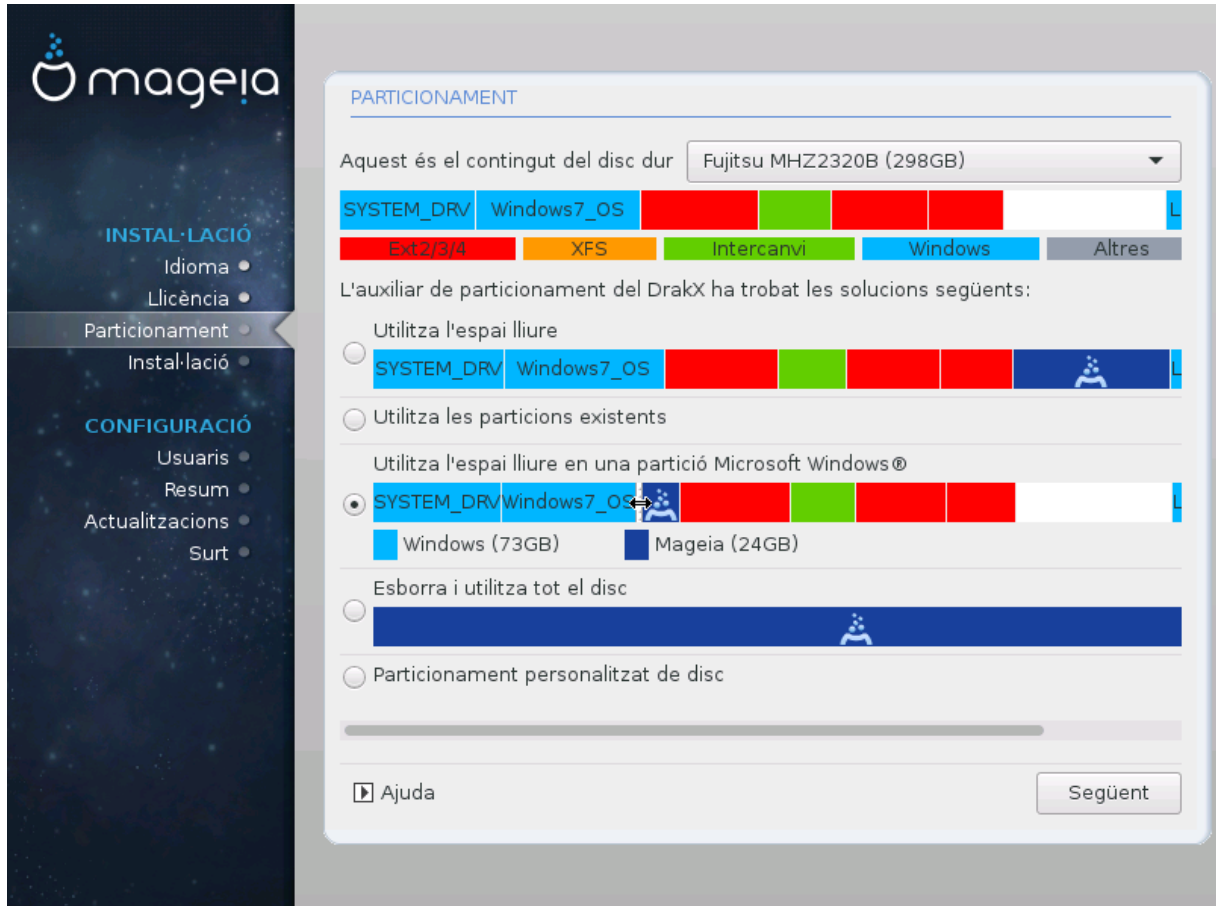 mageia
INSTAL·LACIÓ
Idioma
Llicència
Particionament
Instal·lació
CONFIGURACIÓ
Usuaris
Resum
Actualitzacions
Surt
PARTICIONAMENT
Aquest és el contingut del disc dur Fujitsu MHZ2320B (298GB)
SYSTEM_DRV Windows7_OS L
Ext2/3/4 XFS Intercanvi Windows Altres
L'auxiliar de particionament del DrakX ha trobat les solucions següents:
Utilitza l'espai lliure
SYSTEM_DRV Windows7_OS L
Utilitza les particions existents
Utilitza l'espai lliure en una partició Microsoft Windows®
SYSTEM_DRV Windows7_OS L
Windows (73GB) Mageia (24GB)
Esborra i utilitza tot el disc
Particionament personalitzat de disc
Ajuda Següent